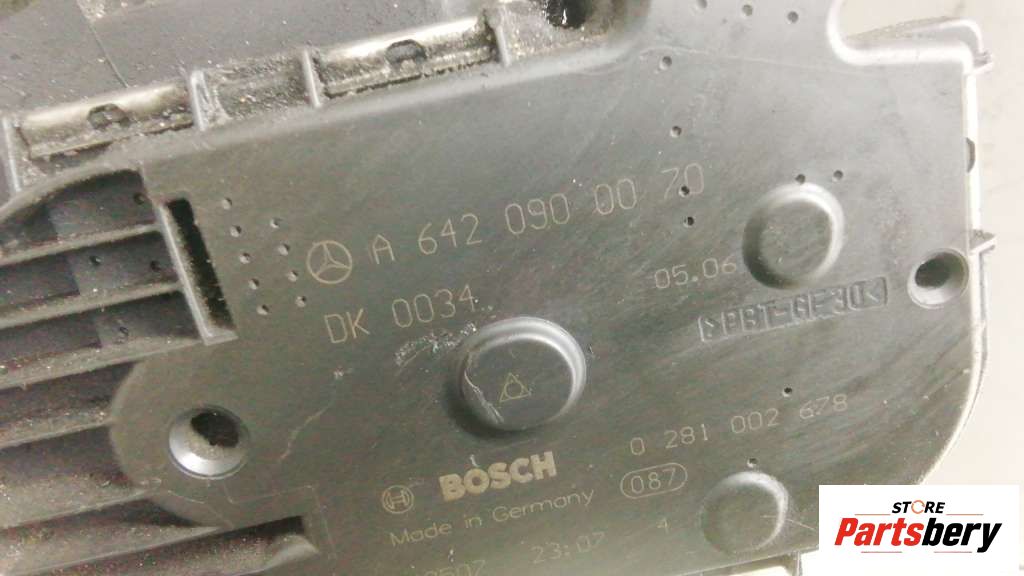 A 642 090 00 70
DK 0034
05.06
>PBT-GF30<
0 281 002 678
BOSCH
087
Made in Germany
4
23:07
STORE
Partsbery